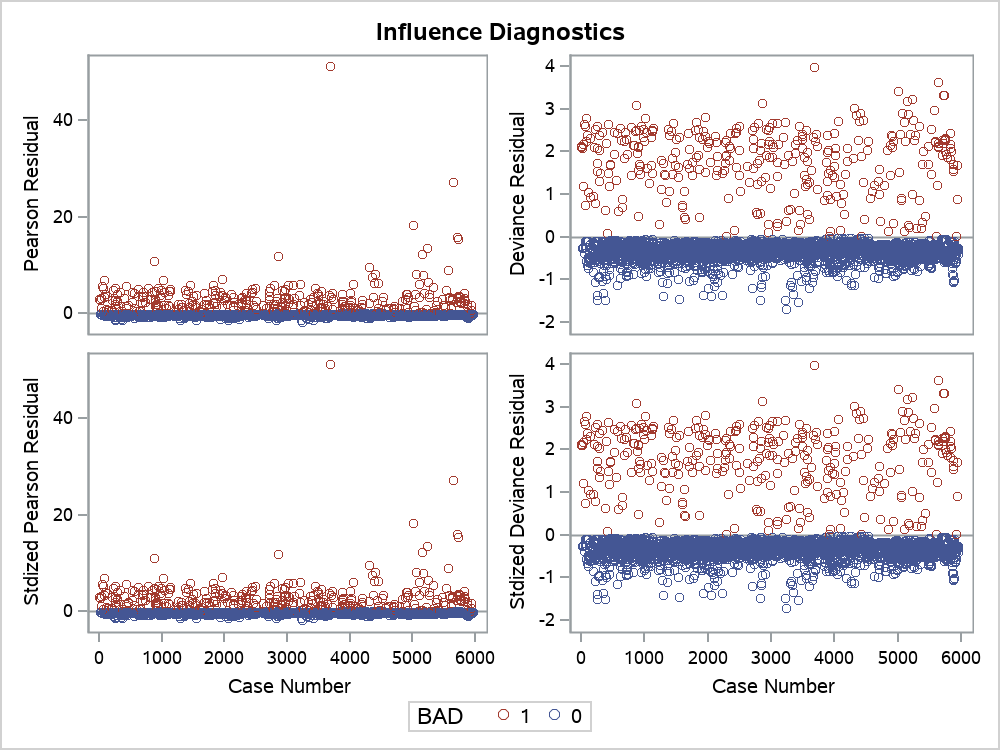 Influence Diagnostics
Pearson Residual
40
20
0
Deviance Residual
4
3
2
1
0
-1
-2
Stdized Pearson Residual
40
20
0
0 1000 2000 3000 4000 5000 6000
Case Number
Stdized Deviance Residual
4
3
2
1
0
-1
-2
0 1000 2000 3000 4000 5000 6000
Case Number
BAD 1 0